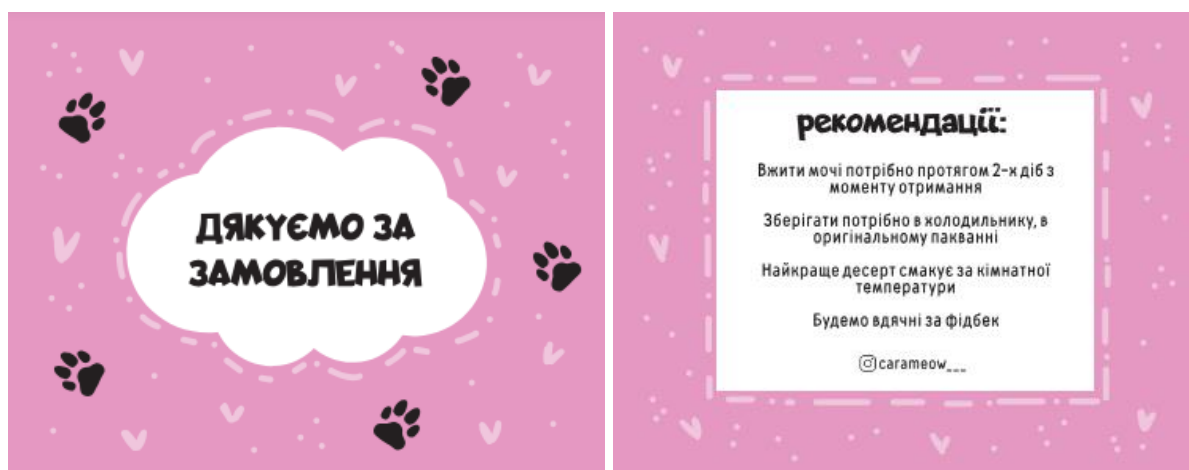 ДЯКУЄМО ЗА
ЗАМОВЛЕННЯ
рекомендації:
Вжити мочі потрібно протягом 2-х діб з
моменту отримання
Зберігати потрібно в холодильнику, в
оригінальному пакванні
Найкраще десерт смакує за кімнатної
температури
Будемо вдячні за фідбек
carameow___